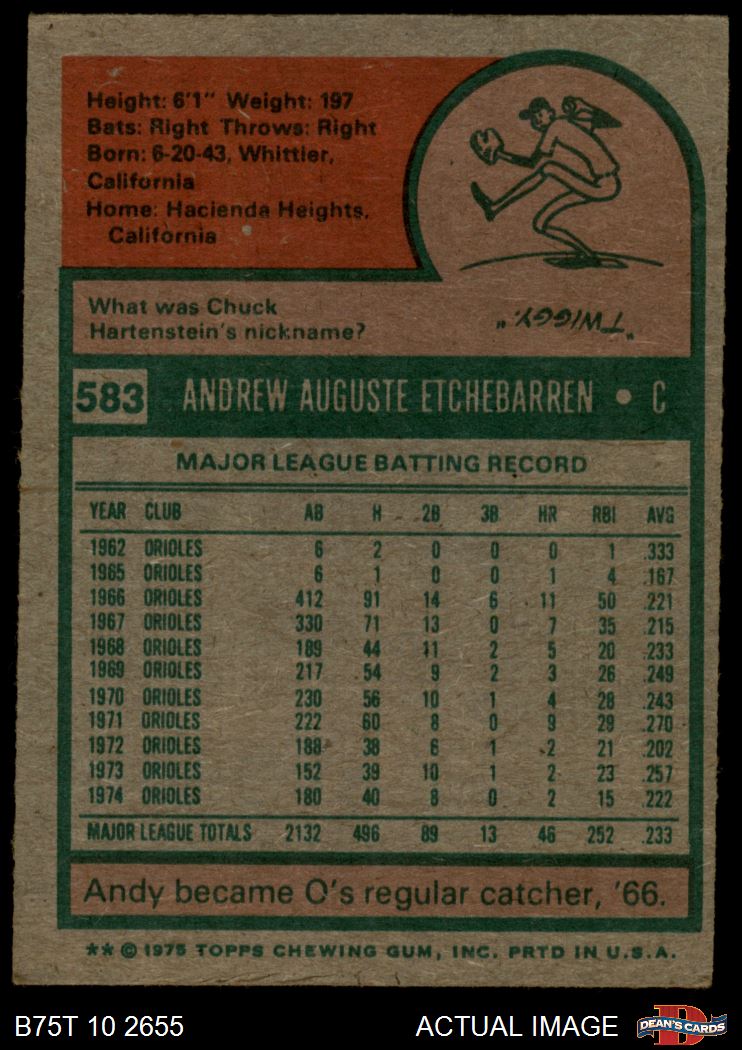 Height: 6'1" Weight: 197
Bats: Right Throws: Right
Born: 6-20-43, Whittier,
California
Home: Hacienda Heights,
California
What was Chuck
Hartenstein's nickname?
"TWIGGY."
583 ANDREW AUGUSTE ETCHEBARREN • C
MAJOR LEAGUE BATTING RECORD
YEAR CLUB AB H 2B 3B HR RBI AVG
1962 ORIOLES 6 2 0 0 0 1 .333
1965 ORIOLES 6 1 0 0 1 4 .167
1966 ORIOLES 412 91 14 6 11 50 .221
1967 ORIOLES 330 71 13 0 7 35 .215
1968 ORIOLES 189 44 11 2 5 20 .233
1969 ORIOLES 217 54 9 2 3 26 .249
1970 ORIOLES 230 56 10 1 4 28 .243
1971 ORIOLES 222 60 8 0 9 29 .270
1972 ORIOLES 188 38 6 1 2 21 .202
1973 ORIOLES 152 39 10 1 2 23 .257
1974 ORIOLES 180 40 8 0 2 15 .222
MAJOR LEAGUE TOTALS 2132 496 89 13 46 252 .233
Andy became O's regular catcher, '66.
** © 1975 TOPPS CHEWING GUM, INC. PRTD IN U.S.A.
B75T 10 2655 ACTUAL IMAGE D DEAN'S CARDS